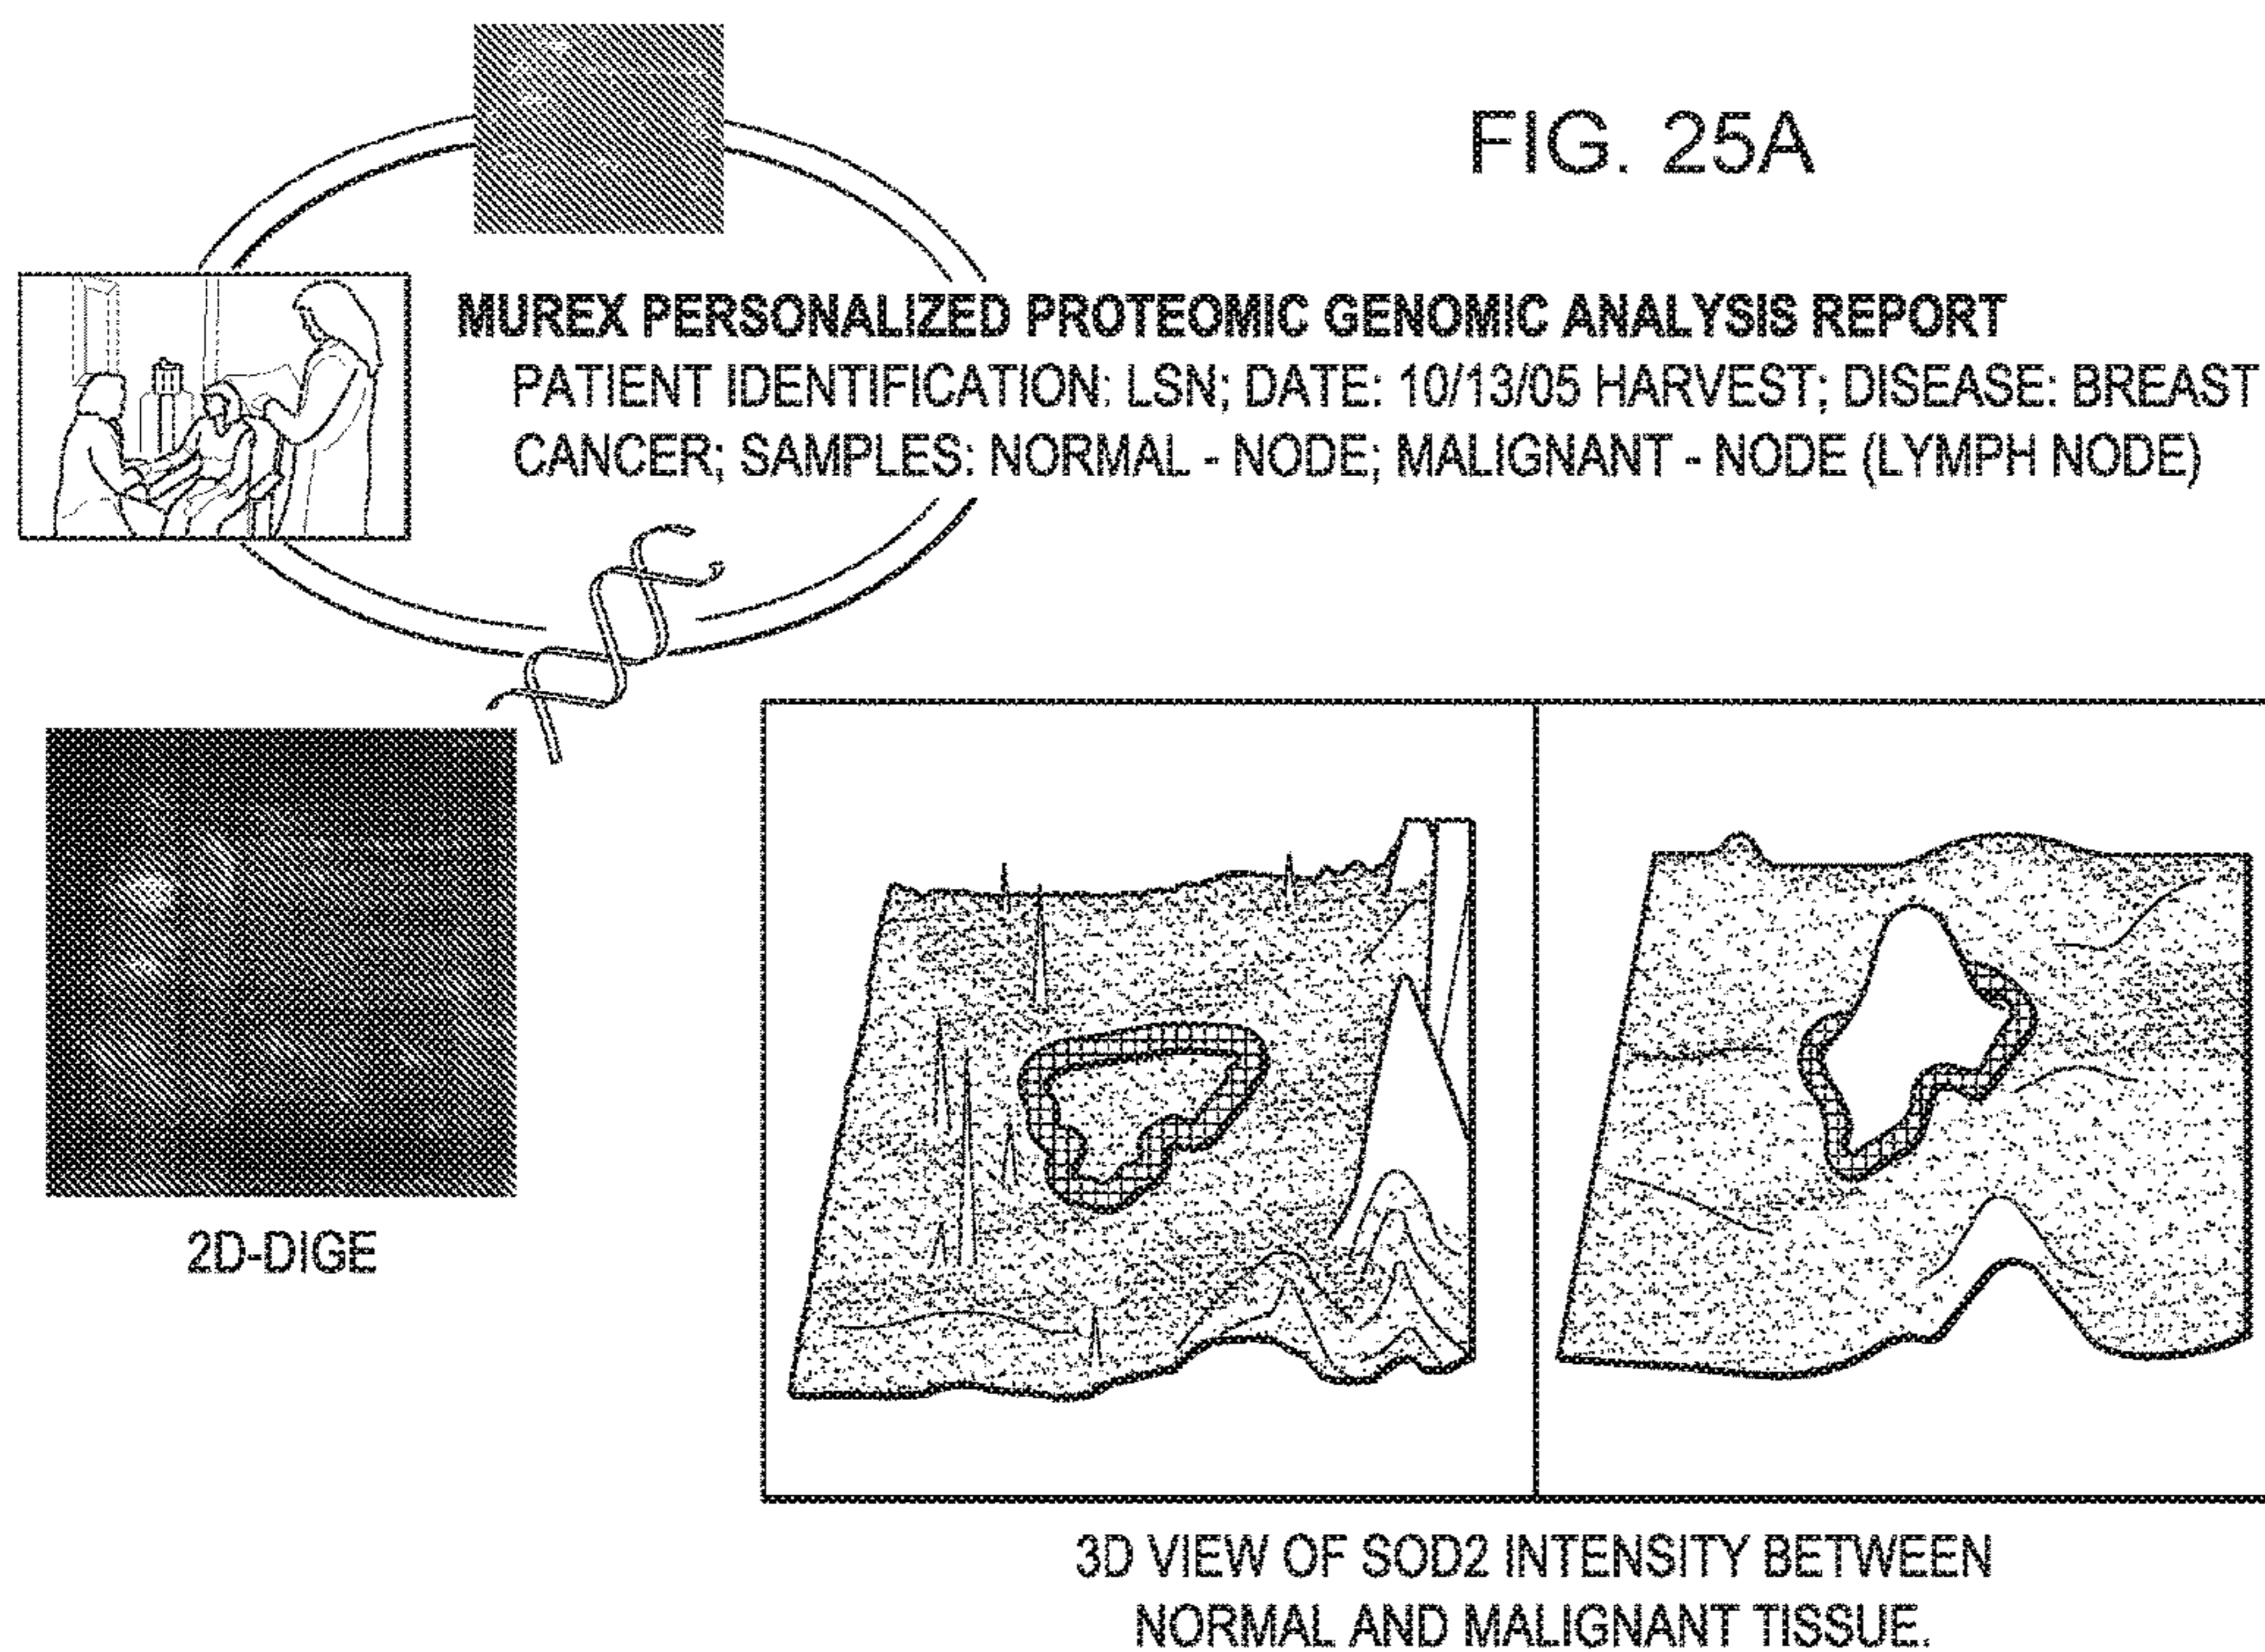 FIG. 25A
MUREX PERSONALIZED PROTEOMIC GENOMIC ANALYSIS REPORT
PATIENT IDENTIFICATION: LSN; DATE: 10/13/05 HARVEST; DISEASE: BREAST
CANCER; SAMPLES: NORMAL - NODE; MALIGNANT - NODE (LYMPH NODE)
2D-DIGE
3D VIEW OF SOD2 INTENSITY BETWEEN
NORMAL AND MALIGNANT TISSUE.